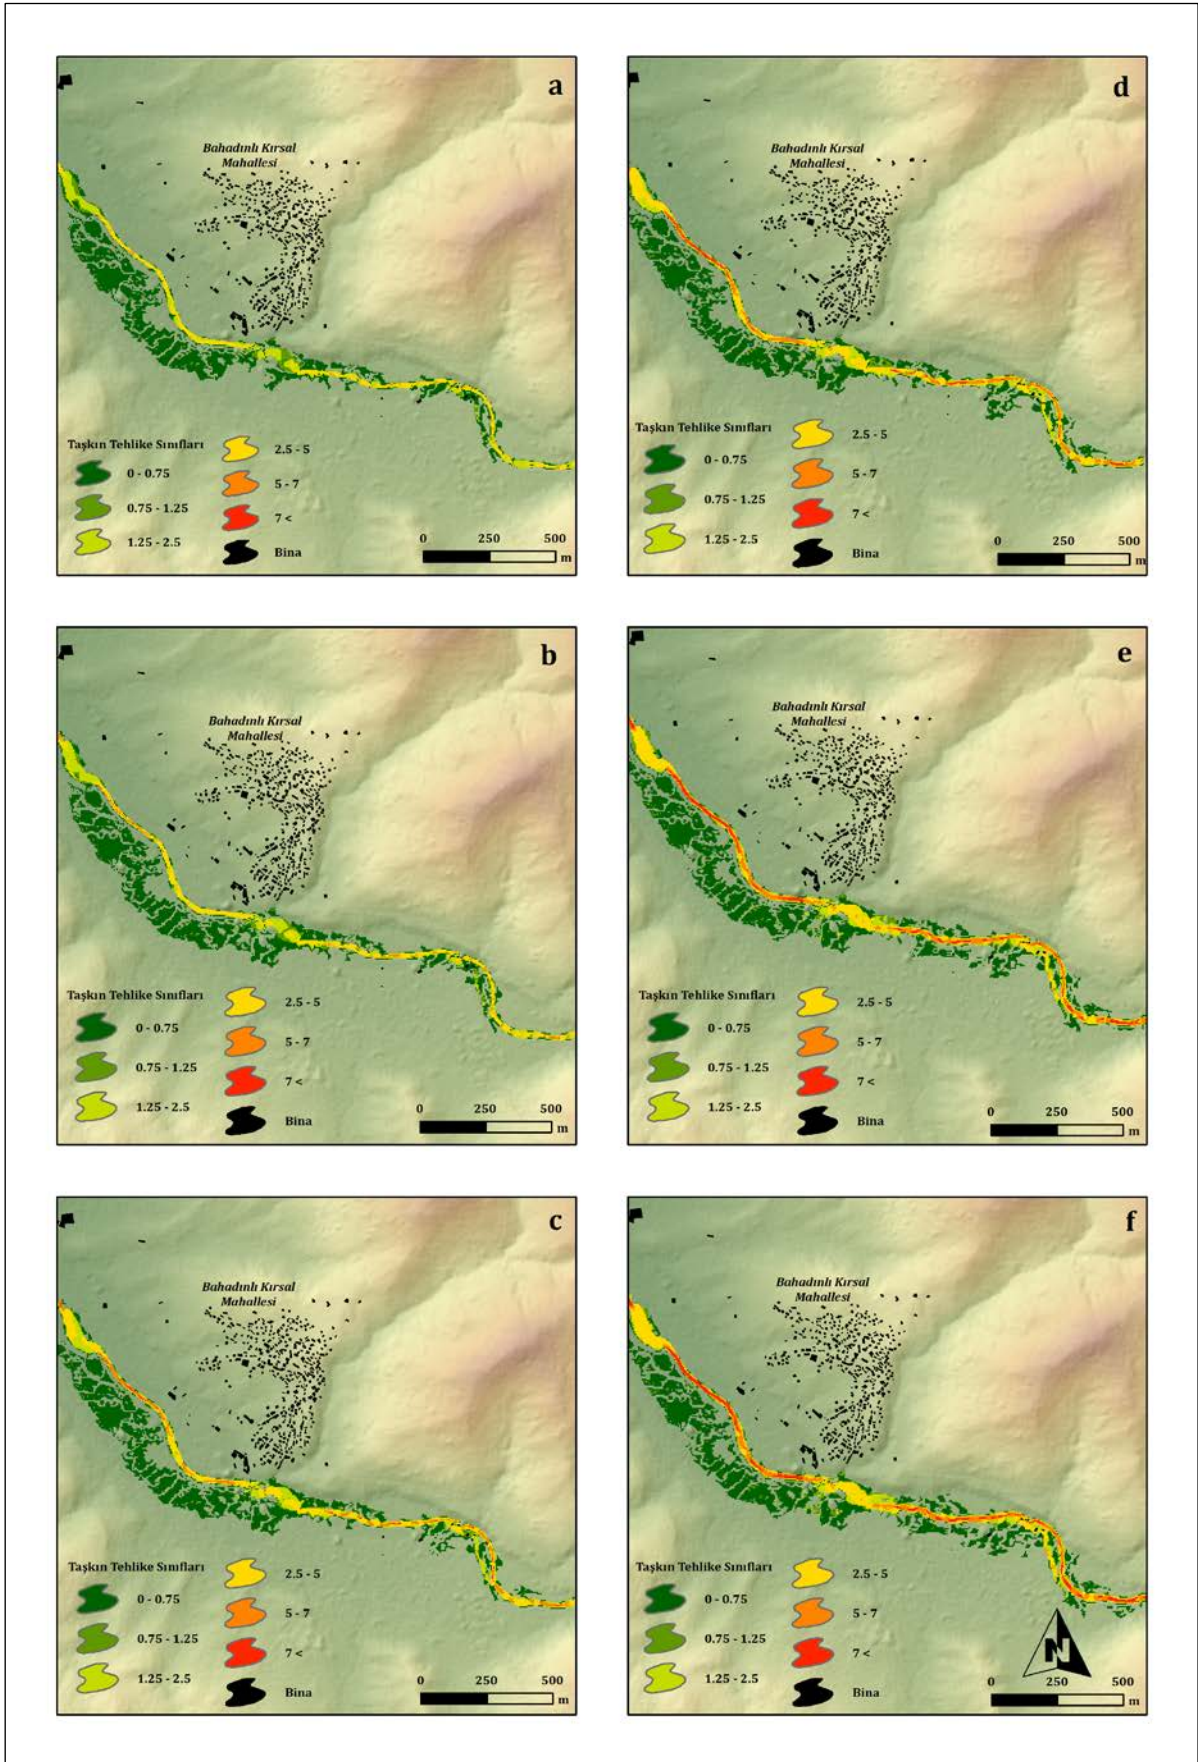 a
Bahadınlı Kırsal
Mahallesi
Taşkın Tehlike Sınıfları
0 - 0.75
0.75 - 1.25
1.25 - 2.5
2.5 - 5
5 - 7
7 <
Bina
0 250 500
m
d
Bahadınlı Kırsal
Mahallesi
Taşkın Tehlike Sınıfları
0 - 0.75
0.75 - 1.25
1.25 - 2.5
2.5 - 5
5 - 7
7 <
Bina
0 250 500
m
b
Bahadınlı Kırsal
Mahallesi
Taşkın Tehlike Sınıfları
0 - 0.75
0.75 - 1.25
1.25 - 2.5
2.5 - 5
5 - 7
7 <
Bina
0 250 500
m
e
Bahadınlı Kırsal
Mahallesi
Taşkın Tehlike Sınıfları
0 - 0.75
0.75 - 1.25
1.25 - 2.5
2.5 - 5
5 - 7
7 <
Bina
0 250 500
m
c
Bahadınlı Kırsal
Mahallesi
Taşkın Tehlike Sınıfları
0 - 0.75
0.75 - 1.25
1.25 - 2.5
2.5 - 5
5 - 7
7 <
Bina
0 250 500
m
f
Bahadınlı Kırsal
Mahallesi
Taşkın Tehlike Sınıfları
0 - 0.75
0.75 - 1.25
1.25 - 2.5
2.5 - 5
5 - 7
7 <
Bina
N
0 250 500
m